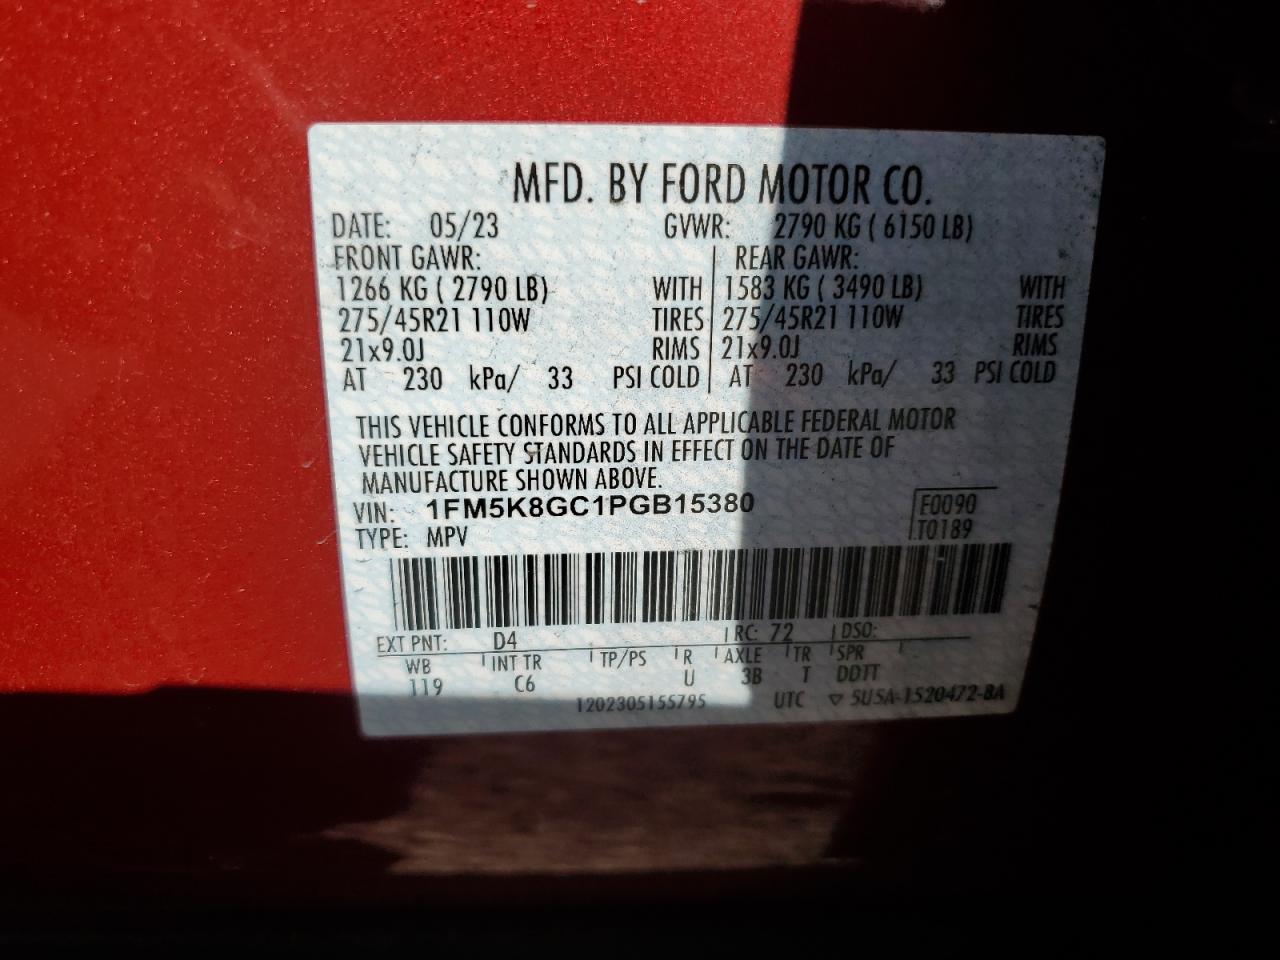 MFD. BY FORD MOTOR CO.
DATE: 05/23 GVWR: 2790 KG ( 6150 LB)
FRONT GAWR: REAR GAWR:
1266 KG ( 2790 LB) WITH 1583 KG ( 3490 LB) WITH
275/45R21 110W TIRES 275/45R21 110W TIRES
21x9.0J RIMS 21x9.0J RIMS
AT 230 kPa/ 33 PSI COLD AT 230 kPa/ 33 PSI COLD
THIS VEHICLE CONFORMS TO ALL APPLICABLE FEDERAL MOTOR
VEHICLE SAFETY STANDARDS IN EFFECT ON THE DATE OF
MANUFACTURE SHOWN ABOVE.
VIN: 1FM5K8GC1PGB15380 F0090
TYPE: MPV T0189
EXT PNT: D4 RC: 72 DSO:
WB INT TR TP/PS R AXLE TR SPR
119 C6 U 3B T DDTT
1202305155795 UTC ▽ 5U5A-1520472-BA